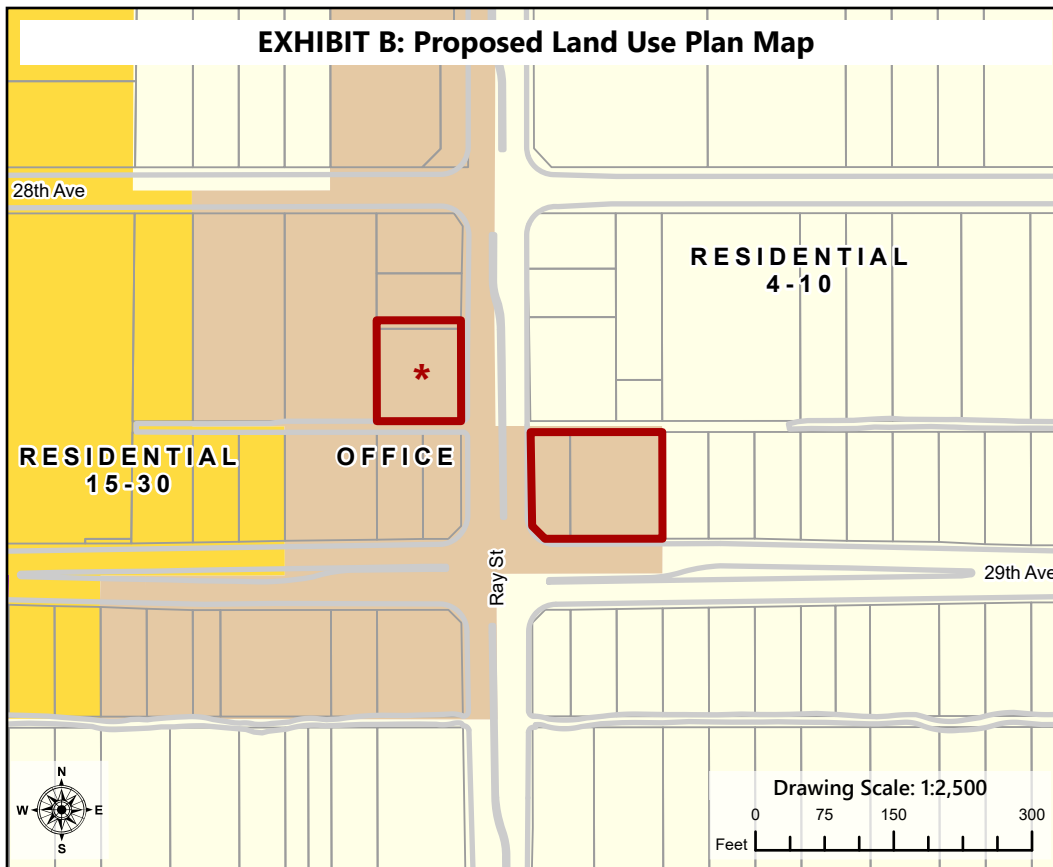 EXHIBIT B: Proposed Land Use Plan Map
28th Ave
RESIDENTIAL
4-10
*
RESIDENTIAL
15-30
OFFICE
Ray St
29th Ave
N
W
E
S
Drawing Scale: 1:2,500
0 75 150 300
Feet